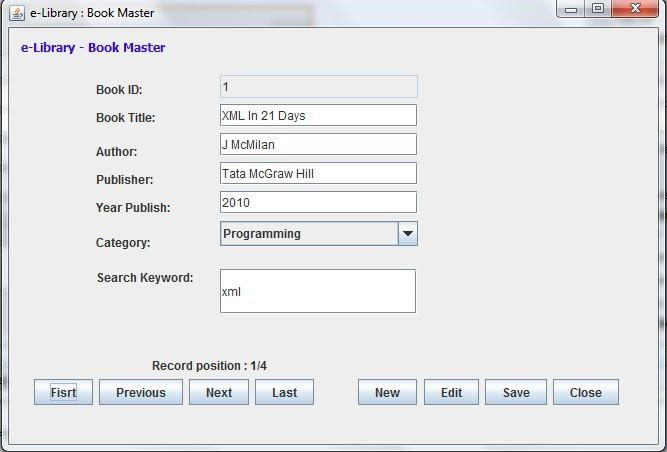 e-Library : Book Master
e-Library - Book Master
Book ID: 1
Book Title: XML In 21 Days
Author: J McMilan
Publisher: Tata McGraw Hill
Year Publish: 2010
Category: Programming
Search Keyword: xml
Record position : 1/4
Fisrt Previous Next Last New Edit Save Close